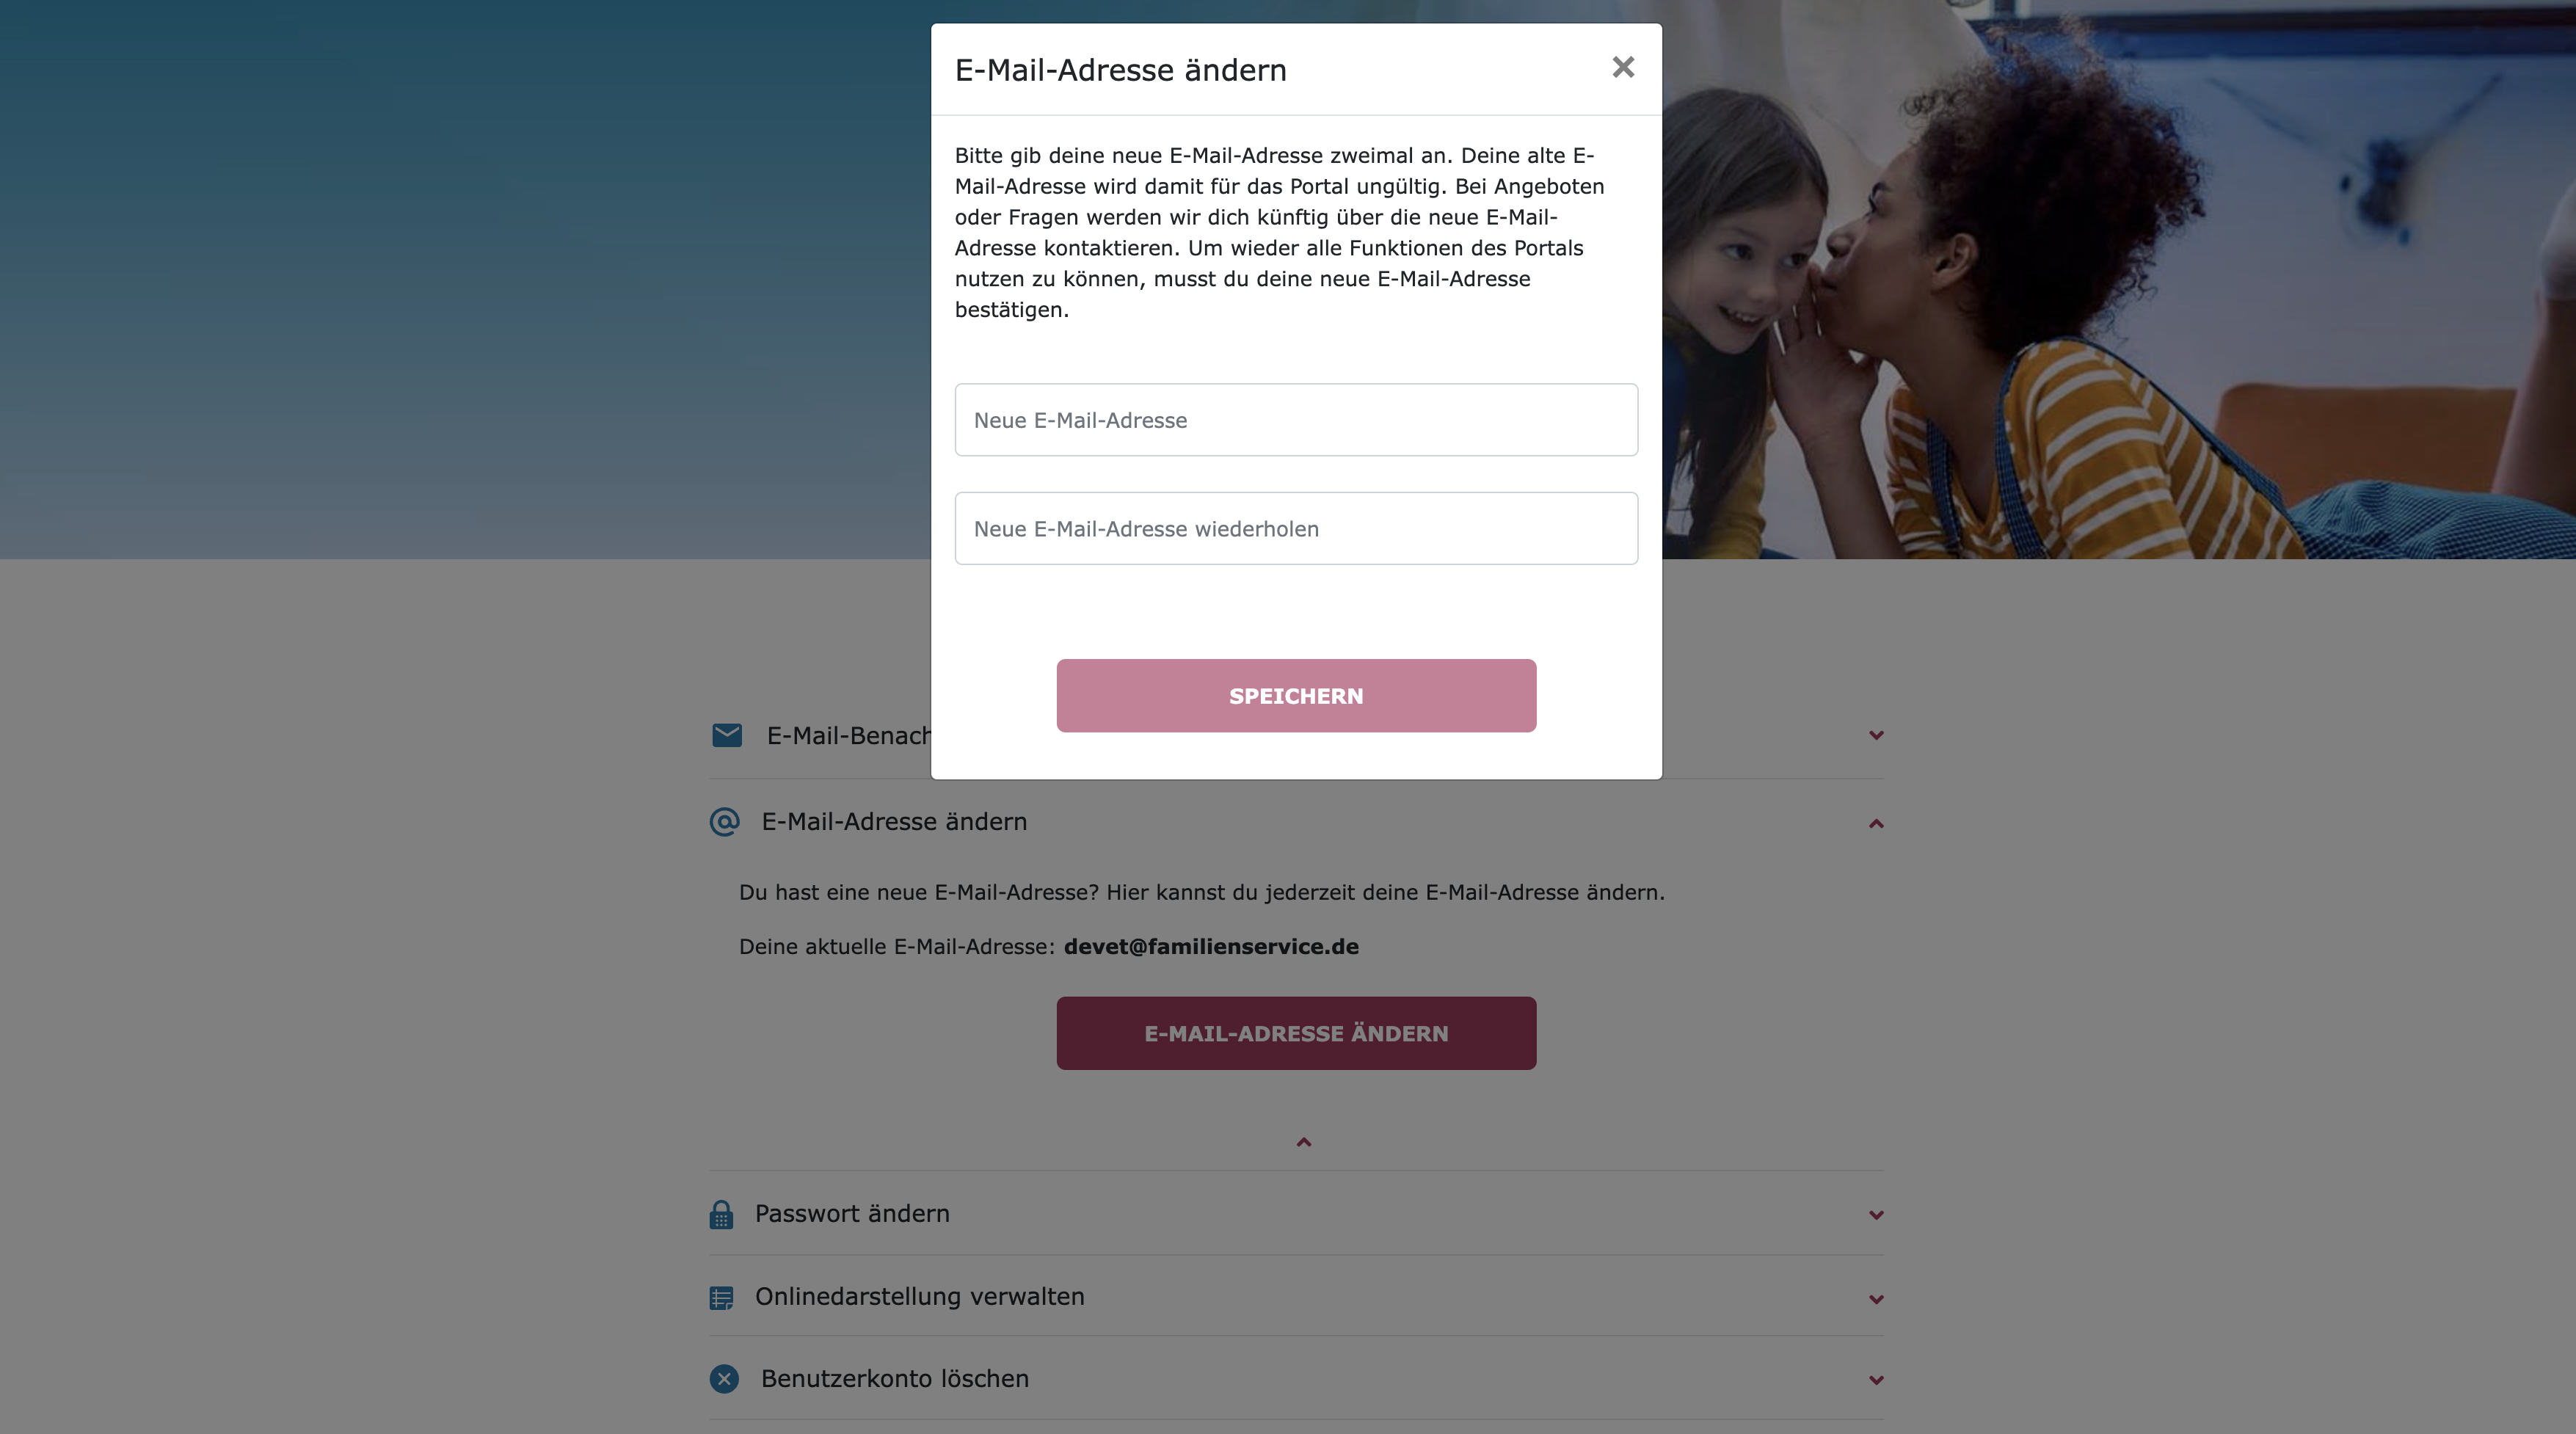 E-Mail-Adresse ändern
Bitte gib deine neue E-Mail-Adresse zweimal an. Deine alte E-
Mail-Adresse wird damit für das Portal ungültig. Bei Angeboten
oder Fragen werden wir dich künftig über die neue E-Mail-
Adresse kontaktieren. Um wieder alle Funktionen des Portals
nutzen zu können, musst du deine neue E-Mail-Adresse
bestätigen.
Neue E-Mail-Adresse
Neue E-Mail-Adresse wiederholen
SPEICHERN
E-Mail-Benach
E-Mail-Adresse ändern
Du hast eine neue E-Mail-Adresse? Hier kannst du jederzeit deine E-Mail-Adresse ändern.
Deine aktuelle E-Mail-Adresse: devet@familienservice.de
E-MAIL-ADRESSE ÄNDERN
Passwort ändern
Onlinedarstellung verwalten
Benutzerkonto löschen